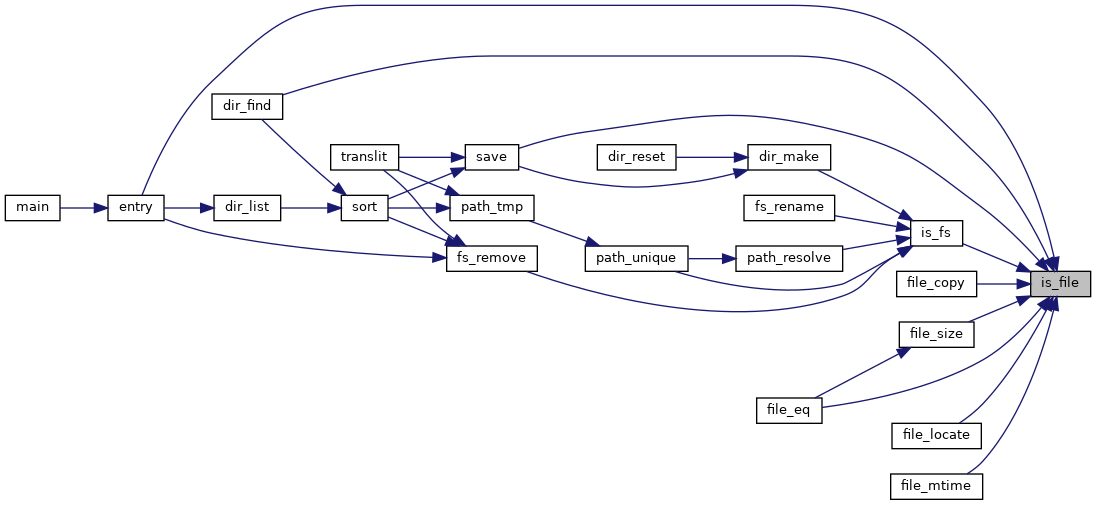 main
entry
dir_find
dir_list
translit
sort
save
path_tmp
fs_remove
dir_reset
path_unique
dir_make
fs_rename
path_resolve
file_eq
is_fs
file_copy
file_size
file_locate
file_mtime
is_file